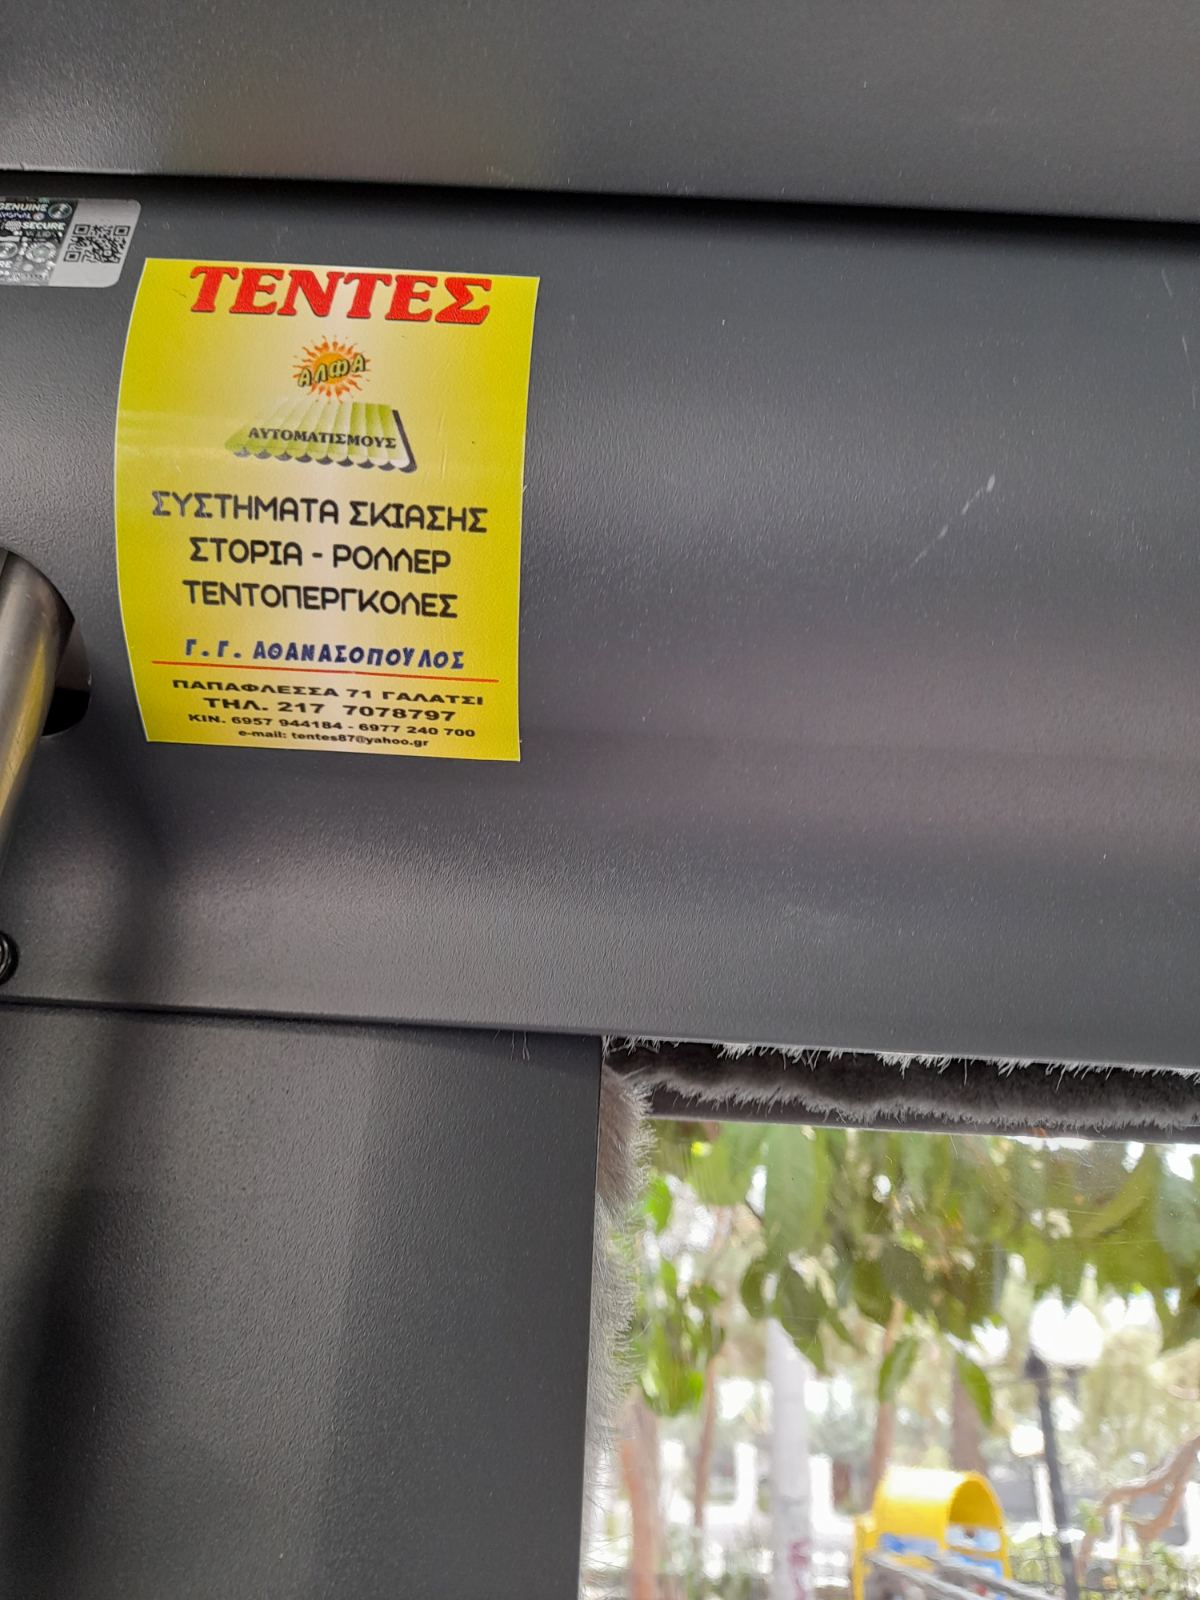 GENUINE
SECURE
ΤΕΝΤΕΣ
ΑΛΦΑ
ΑΥΤΟΜΑΤΙΣΜΟΥΣ
ΣΥΣΤΗΜΑΤΑ ΣΚΙΑΣΗΣ
ΣΤΟΡΙΑ - ΡΟΛΛΕΡ
ΤΕΝΤΟΠΕΡΓΚΟΛΕΣ
Γ. Γ. ΑΘΑΝΑΣΟΠΟΥΛΟΣ
ΠΑΠΑΦΛΕΣΣΑ 71 ΓΑΛΑΤΣΙ
ΤΗΛ. 217 7078797
ΚΙΝ. 6957 944184 - 6977 240 700
e-mail: tentes87@yahoo.gr